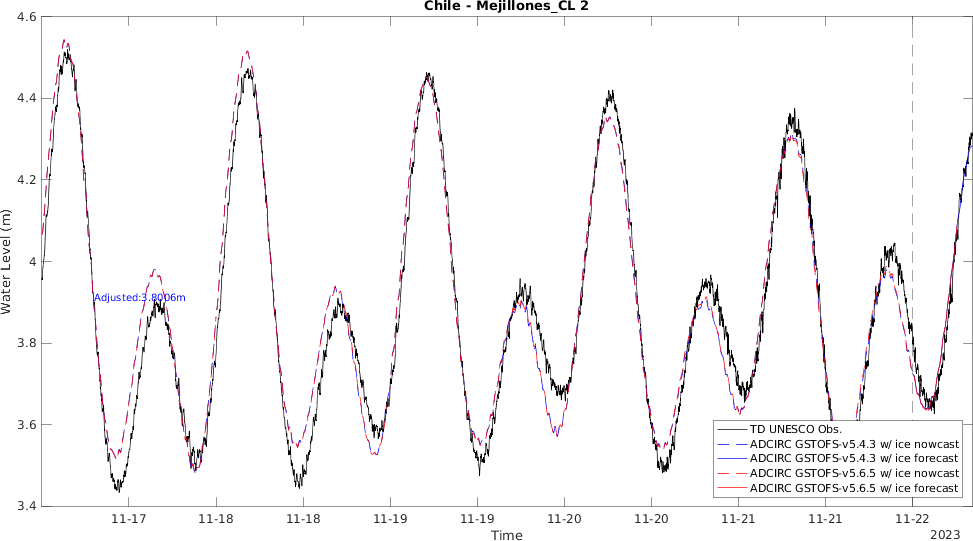 Chile - Mejillones_CL 2
4.6
4.4
4.2
4
3.8
3.6
3.4
Water Level (m)
Adjusted:3.8006m
TD UNESCO Obs.
ADCIRC GSTOFS-v5.4.3 w/ ice nowcast
ADCIRC GSTOFS-v5.4.3 w/ ice forecast
ADCIRC GSTOFS-v5.6.5 w/ ice nowcast
ADCIRC GSTOFS-v5.6.5 w/ ice forecast
11-17 11-18 11-18 11-19 11-19 11-20 11-20 11-21 11-21 11-22
Time
2023